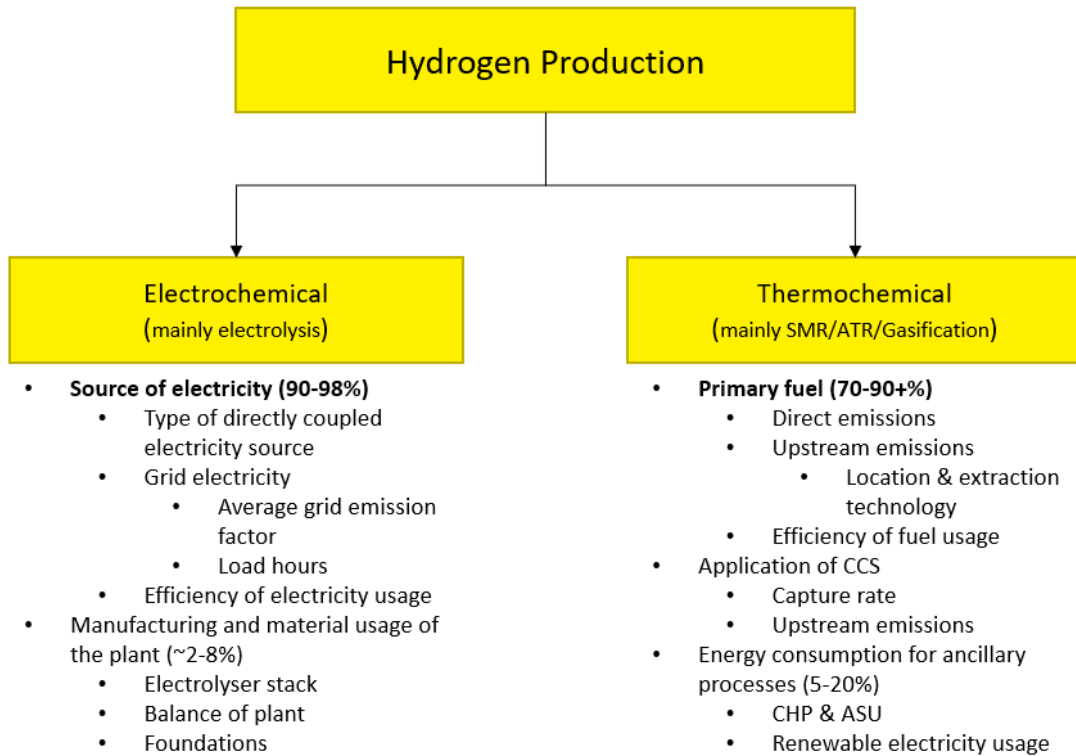 Hydrogen Production
Electrochemical
(mainly electrolysis)
• Source of electricity (90-98%)
• Type of directly coupled
electricity source
• Grid electricity
• Average grid emission
factor
• Load hours
• Efficiency of electricity usage
• Manufacturing and material usage of
the plant (~2-8%)
• Electrolyser stack
• Balance of plant
• Foundations
Thermochemical
(mainly SMR/ATR/Gasification)
• Primary fuel (70-90+%)
• Direct emissions
• Upstream emissions
• Location & extraction
technology
• Efficiency of fuel usage
• Application of CCS
• Capture rate
• Upstream emissions
• Energy consumption for ancillary
processes (5-20%)
• CHP & ASU
• Renewable electricity usage